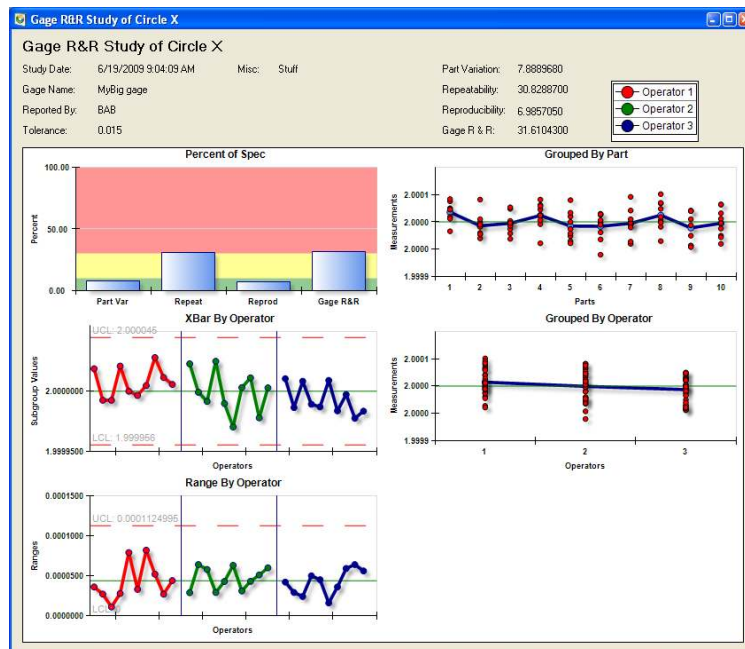 Gage R&R Study of Circle X
Gage R&R Study of Circle X
Study Date: 6/19/2009 9:04:09 AM Misc: Stuff
Gage Name: MyBig gage
Reported By: BAB
Tolerance: 0.015
Part Variation: 7.8889680
Repeatability: 30.8288700
Reproducibility: 6.9857050
Gage R & R: 31.6104300
Operator 1
Operator 2
Operator 3
Percent of Spec
100.00
50.00
0.00
Percent
Part Var Repeat Reprod Gage R&R
Grouped By Part
2.0001
2.0000
2.0000
1.9999
Measurements
1 2 3 4 5 6 7 8 9 10
Parts
XBar By Operator
UCL: 2.000045
2.0000000
LCL: 1.999956
1.9999500
Subgroup Values
Operators
Grouped By Operator
2.0001
2.0000
2.0000
1.9999
Measurements
1 2 3
Operators
Range By Operator
0.0001500
UCL: 0.0001124995
0.0001000
0.0000500
0.0000000
Ranges
Operators